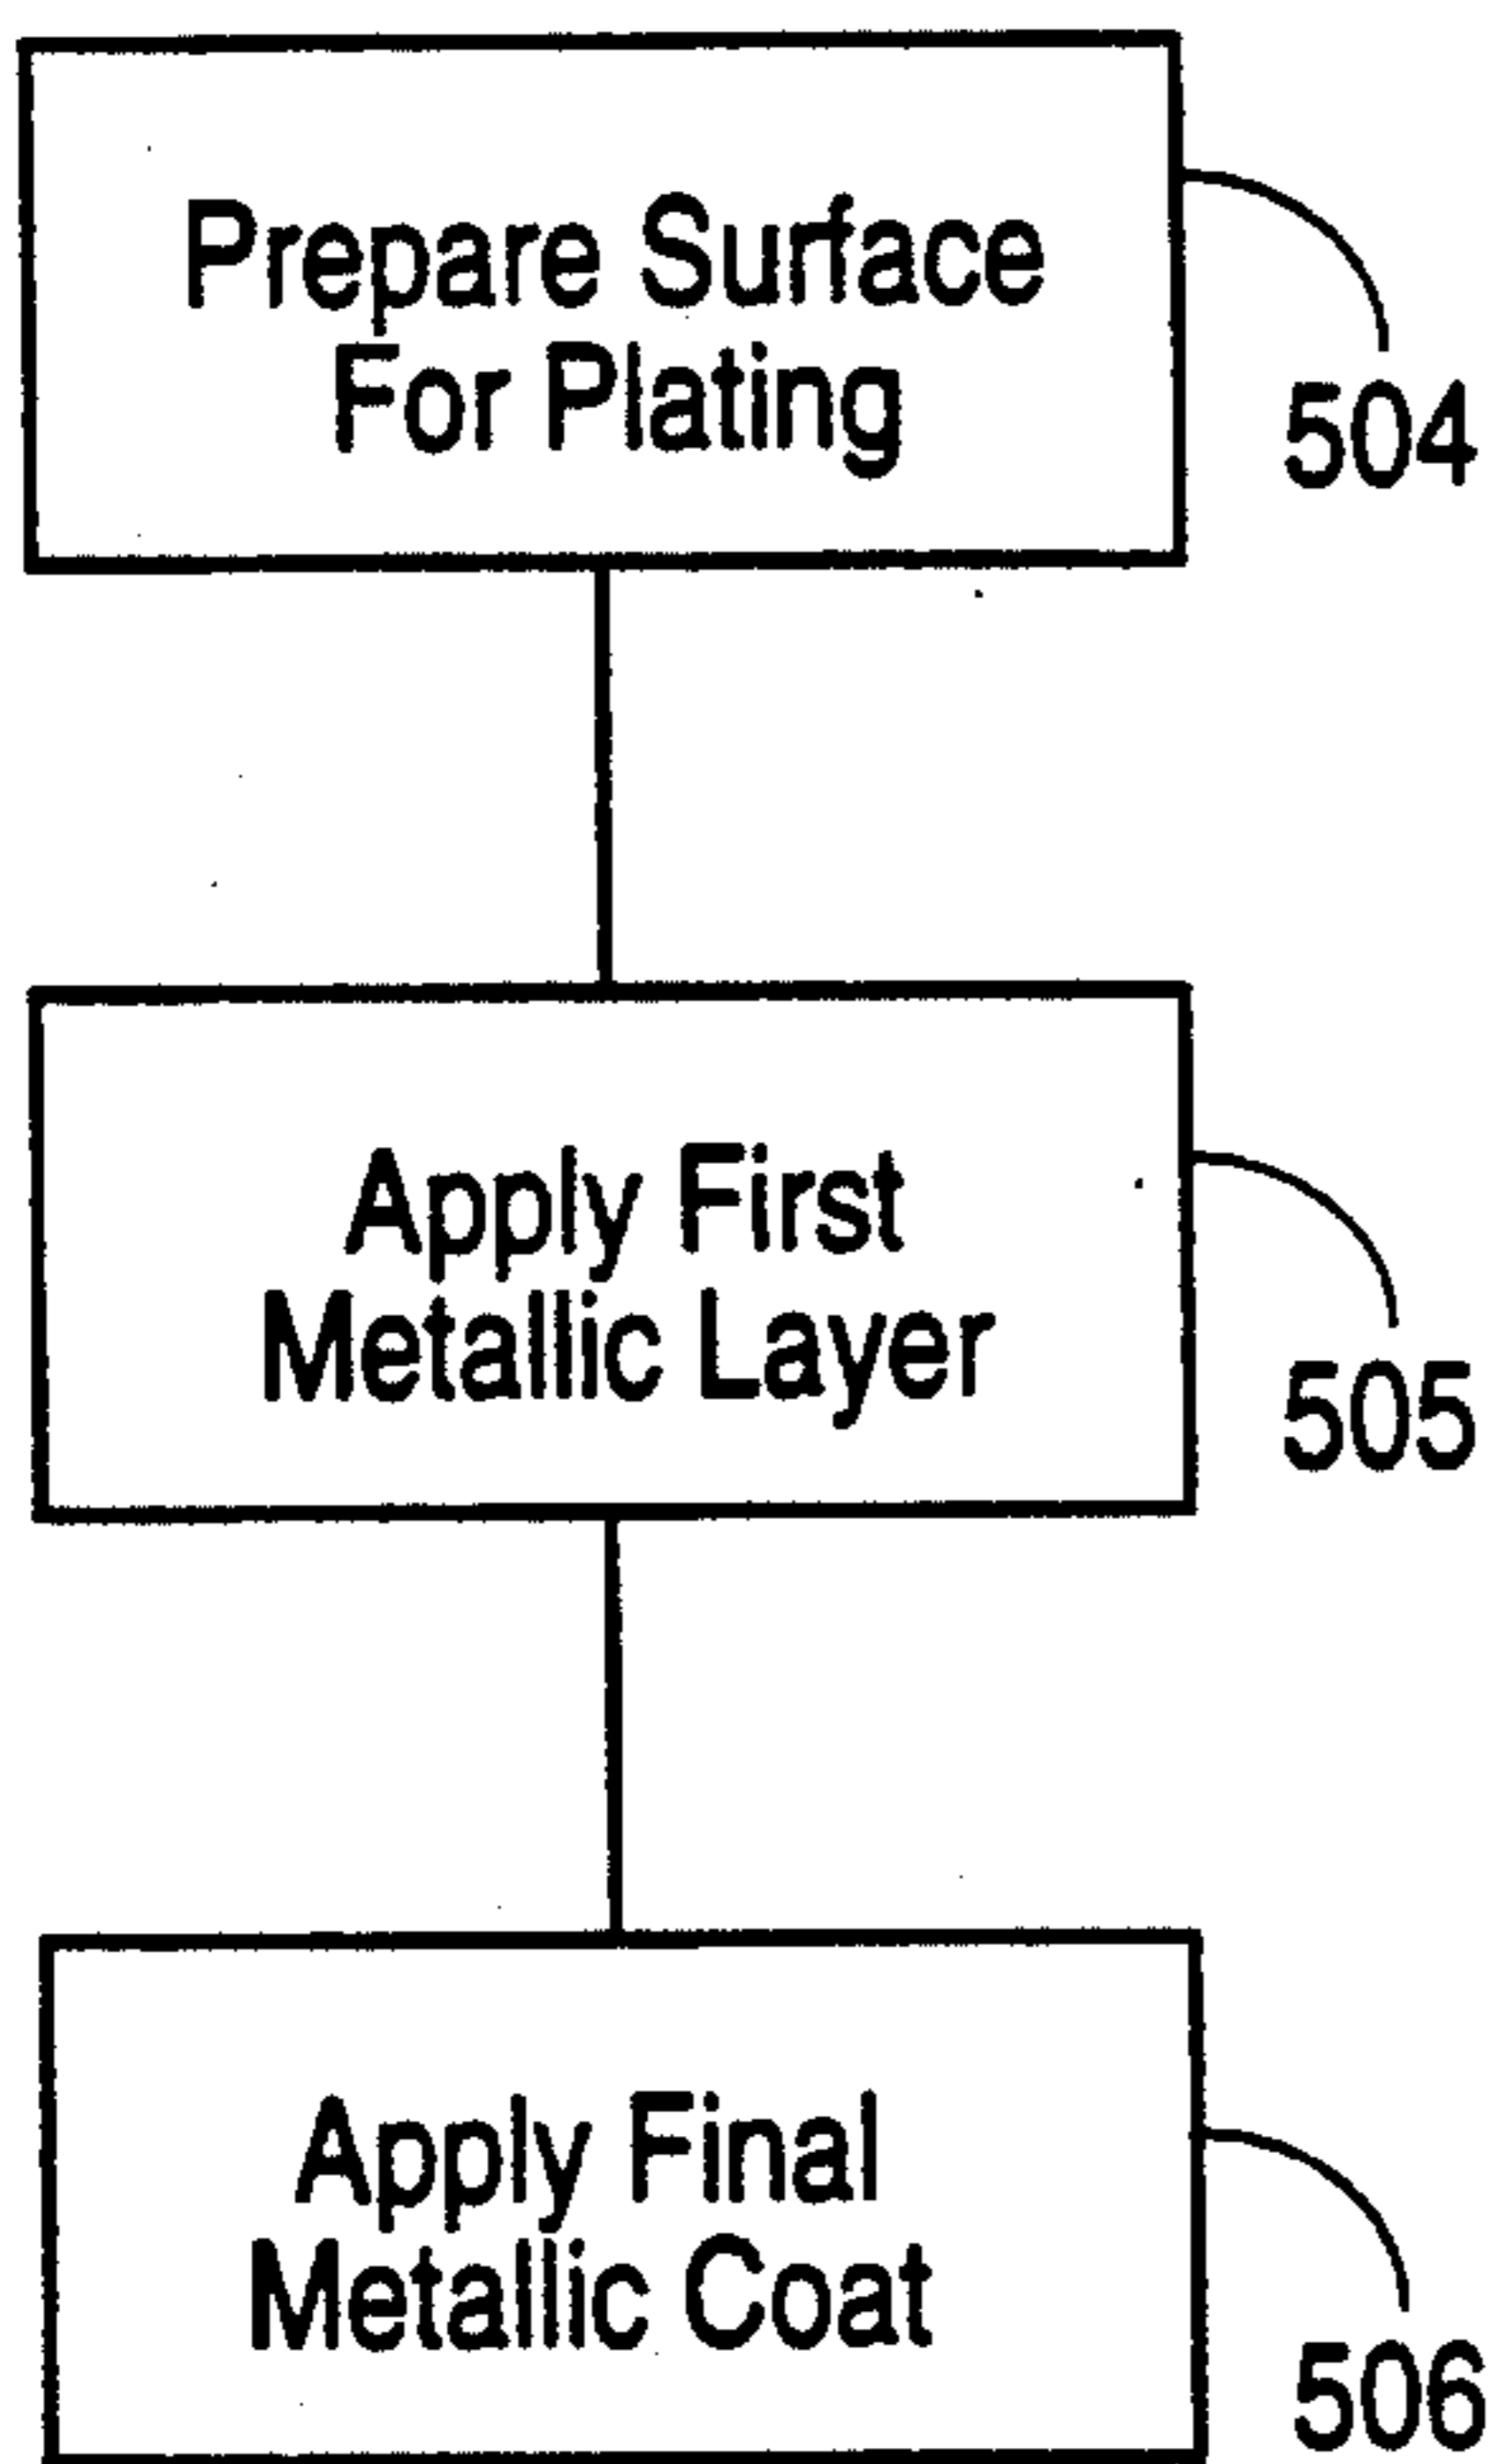 Prepare Surface
For Plating
504
Apply First
Metallic Layer
505
Apply Final
Metallic Coat
506